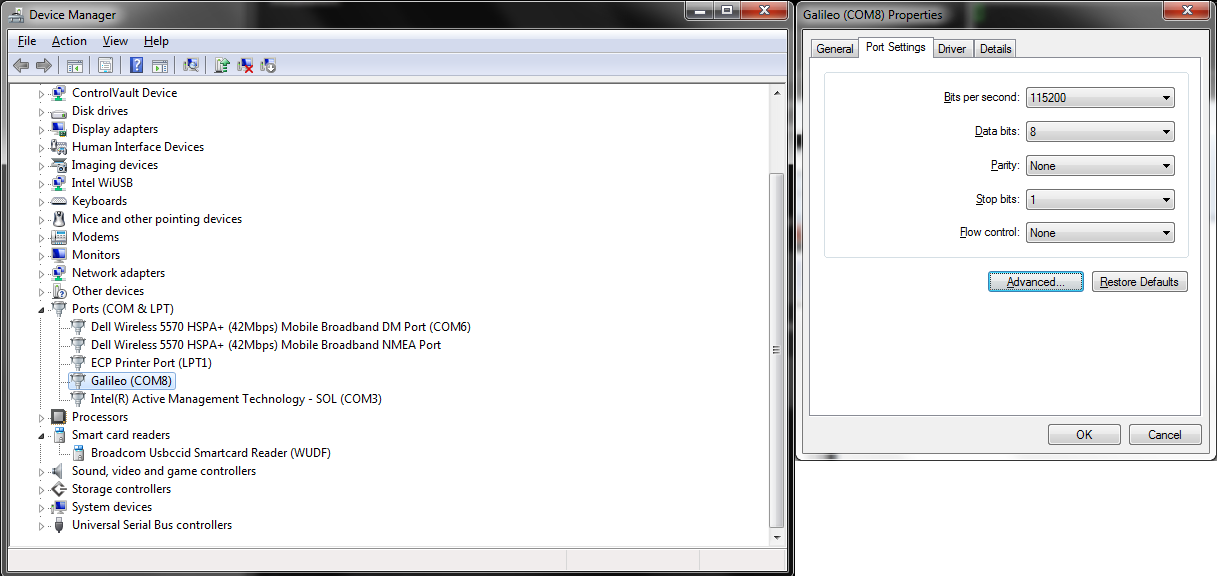 Device Manager
File Action View Help
ControlVault Device
Disk drives
Display adapters
Human Interface Devices
Imaging devices
Intel WiUSB
Keyboards
Mice and other pointing devices
Modems
Monitors
Network adapters
Other devices
Ports (COM & LPT)
Dell Wireless 5570 HSPA+ (42Mbps) Mobile Broadband DM Port (COM6)
Dell Wireless 5570 HSPA+ (42Mbps) Mobile Broadband NMEA Port
ECP Printer Port (LPT1)
Galileo (COM8)
Intel(R) Active Management Technology - SOL (COM3)
Processors
Smart card readers
Broadcom Usbccid Smartcard Reader (WUDF)
Sound, video and game controllers
Storage controllers
System devices
Universal Serial Bus controllers
Galileo (COM8) Properties
General Port Settings Driver Details
Bits per second: 115200
Data bits: 8
Parity: None
Stop bits: 1
Flow control: None
Advanced... Restore Defaults
OK Cancel